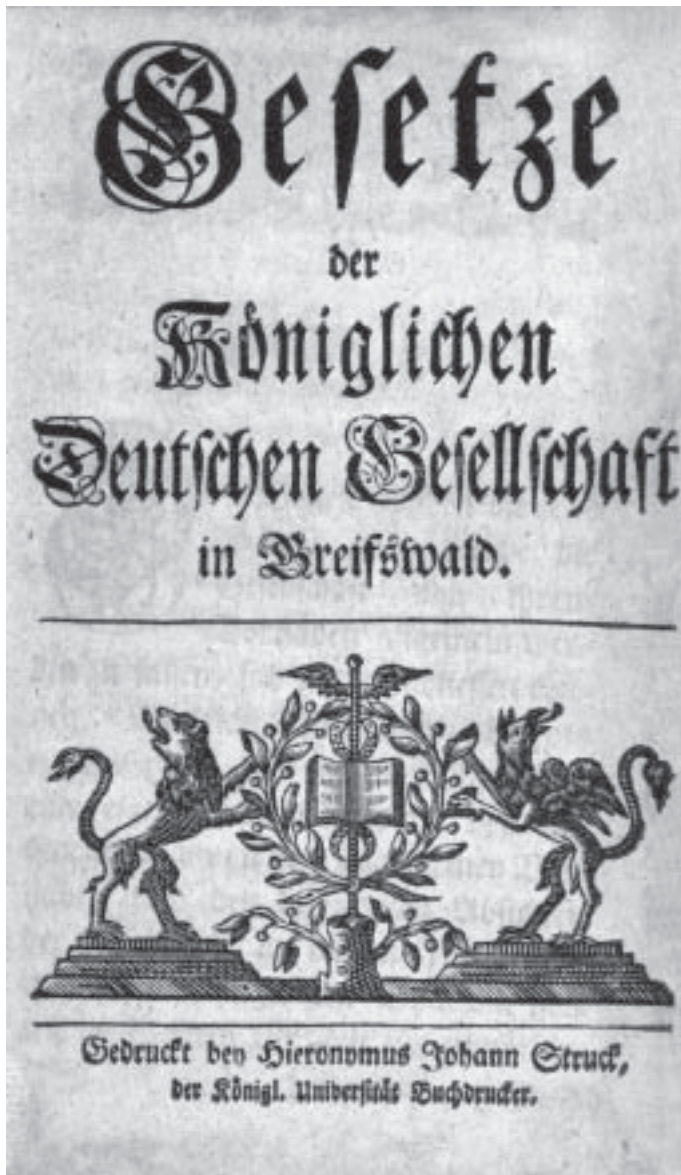 Gesetze
der
Königlichen
Deutschen Gesellschaft
in Greifswald.
Gedruckt bey Hieronymus Johann Struck,
der Königl. Universität Buchdrucker.